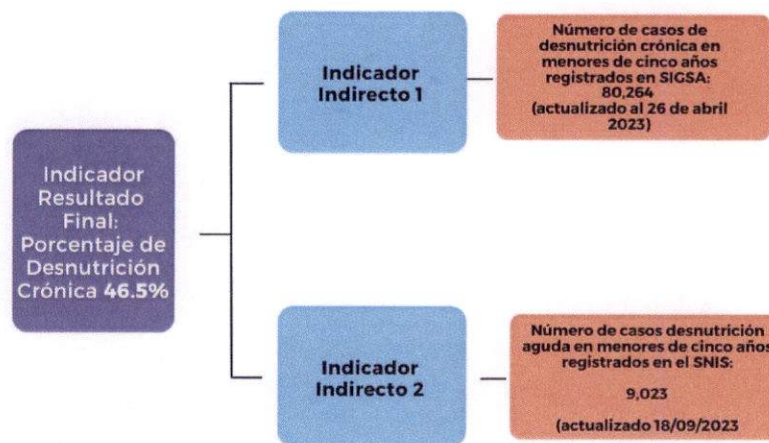 Indicador
Resultado
Final:
Porcentaje de
Desnutrición
Crónica 46.5%
Indicador
Indirecto 1
Número de casos de
desnutrición crónica en
menores de cinco años
registrados en SIGSA:
80,264
(actualizado al 26 de abril
2023)
Indicador
Indirecto 2
Número de casos desnutrición
aguda en menores de cinco años
registrados en el SNIS:
9,023
(actualizado 18/09/2023